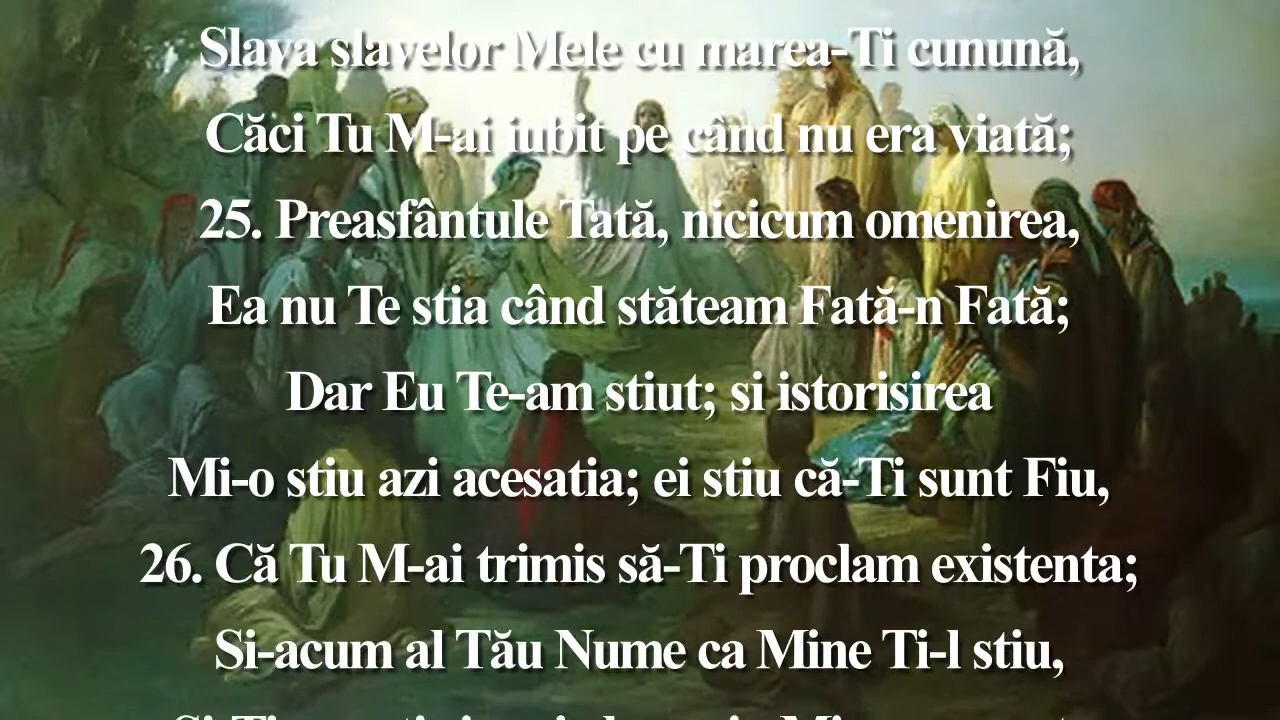 Slava slavelor Mele cu marea-Ti cunună,
Căci Tu M-ai iubit pe când nu era viată;
25. Preasfântule Tată, nicicum omenirea,
Ea nu Te stia când stăteam Fată-n Fată;
Dar Eu Te-am stiut; si istorisirea
Mi-o stiu azi acesatia; ei stiu că-Ti sunt Fiu,
26. Că Tu M-ai trimis să-Ti proclam existenta;
Si-acum al Tău Nume ca Mine Ti-l stiu,